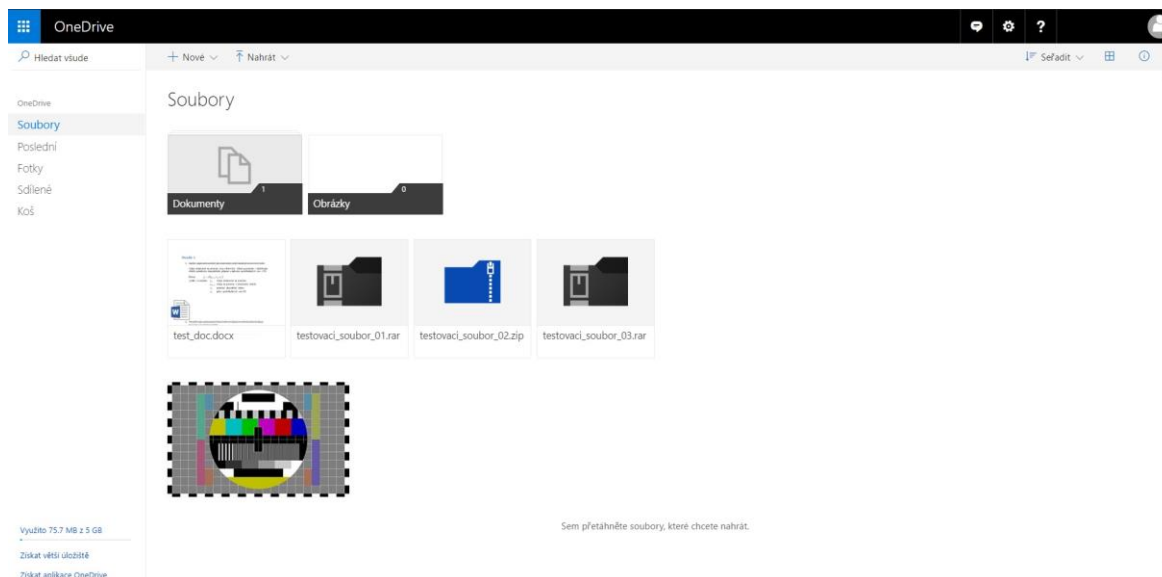 OneDrive
?
Hledat všude
Nové
Nahrát
Seřadit
OneDrive
Soubory
Poslední
Fotky
Sdílené
Koš
Soubory
1
Dokumenty
0
Obrázky
W
test_doc.docx
testovaci_soubor_01.rar
testovaci_soubor_02.zip
testovaci_soubor_03.rar
Sem přetáhněte soubory, které chcete nahrát.
Využito 75.7 MB z 5 GB
Získat větší úložiště
Získat aplikace OneDrive